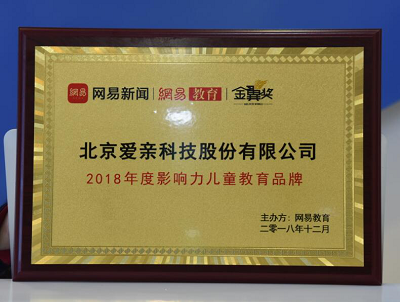 網易 网易新闻 網易 教育 金翼奖
北京爱亲科技股份有限公司
2018年度影响力儿童教育品牌
主办方：网易教育
二零一八年十二月